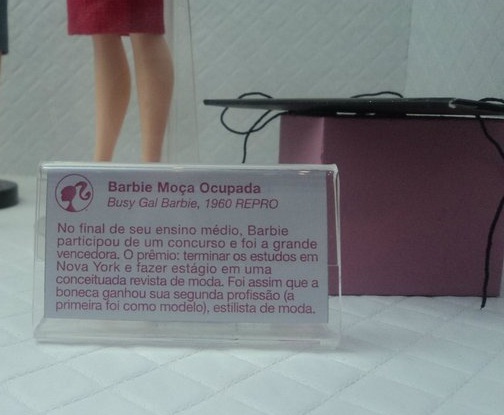 Barbie Moça Ocupada
Busy Gal Barbie, 1960 REPRO
No final de seu ensino médio, Barbie
participou de um concurso e foi a grande
vencedora. O prêmio: terminar os estudos em
Nova York e fazer estágio em uma
conceituada revista de moda. Foi assim que a
boneca ganhou sua segunda profissão (a
primeira foi como modelo), estilista de moda.